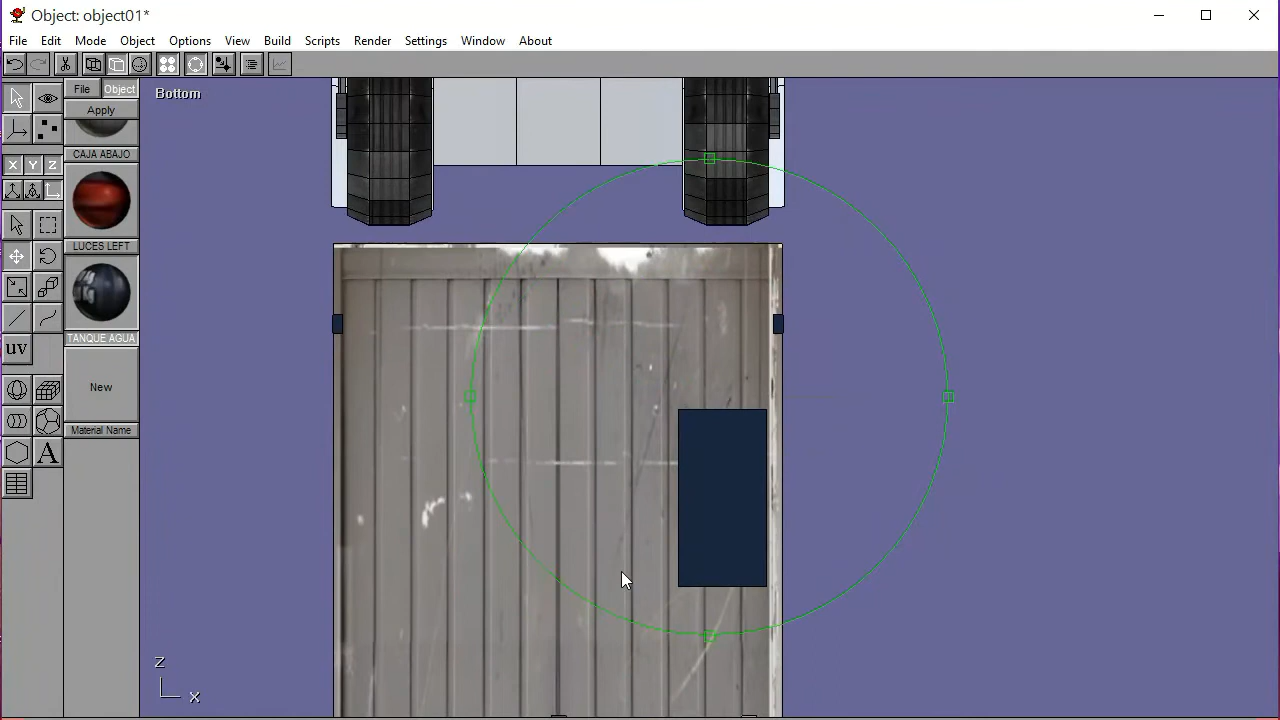 Object: object01*
File Edit Mode Object Options View Build Scripts Render Settings Window About
File Object
Apply
Bottom
CAJA ABAJO
X Y Z
LUCES LEFT
TANQUE AGUA
uv
New
Material Name
A
Z
X